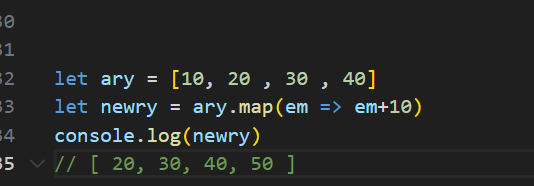 30
31
32 let ary = [10, 20 , 30 , 40]
33 let newry = ary.map(em => em+10)
34 console.log(newry)
35 // [ 20, 30, 40, 50 ]